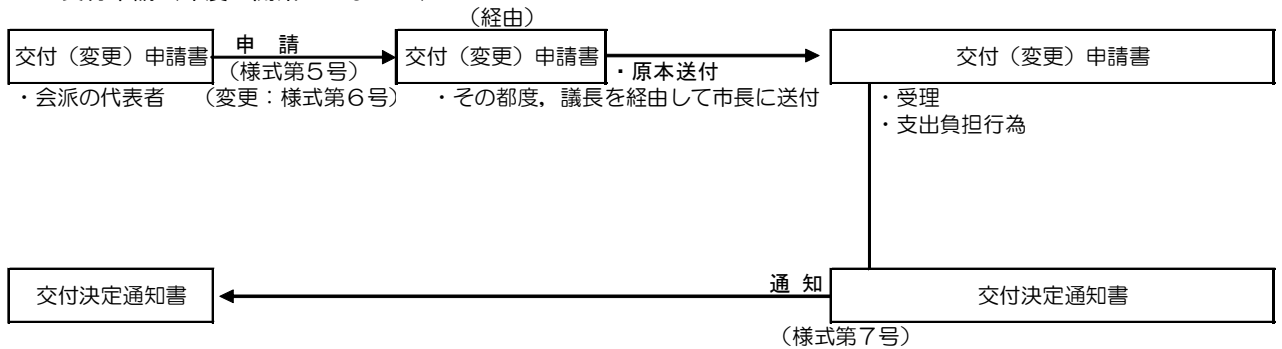 （経由）
交付（変更）申請書
申　請
交付（変更）申請書
・原本送付
交付（変更）申請書
（様式第５号）
・会派の代表者
（変更：様式第６号）
・その都度，議長を経由して市長に送付
・受理
・支出負担行為
交付決定通知書
通　知
交付決定通知書
（様式第７号）